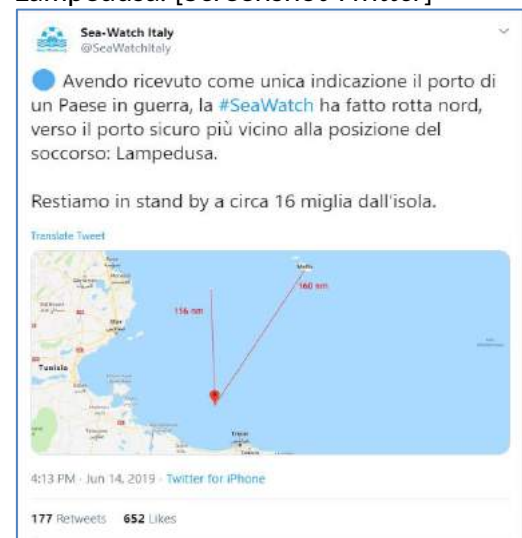 Lampedusa. [Screenshot Twitter]
Sea-Watch Italy
@SeaWatchItaly
Avendo ricevuto come unica indicazione il porto di
un Paese in guerra, la #SeaWatch ha fatto rotta nord,
verso il porto sicuro più vicino alla posizione del
soccorso: Lampedusa.
Restiamo in stand by a circa 16 miglia dall'isola.
Translate Tweet
Malta
160 nm
116 nm
Sfax
Tunisia
Tripoli
4:13 PM · Jun 14, 2019 · Twitter for iPhone
177 Retweets 652 Likes